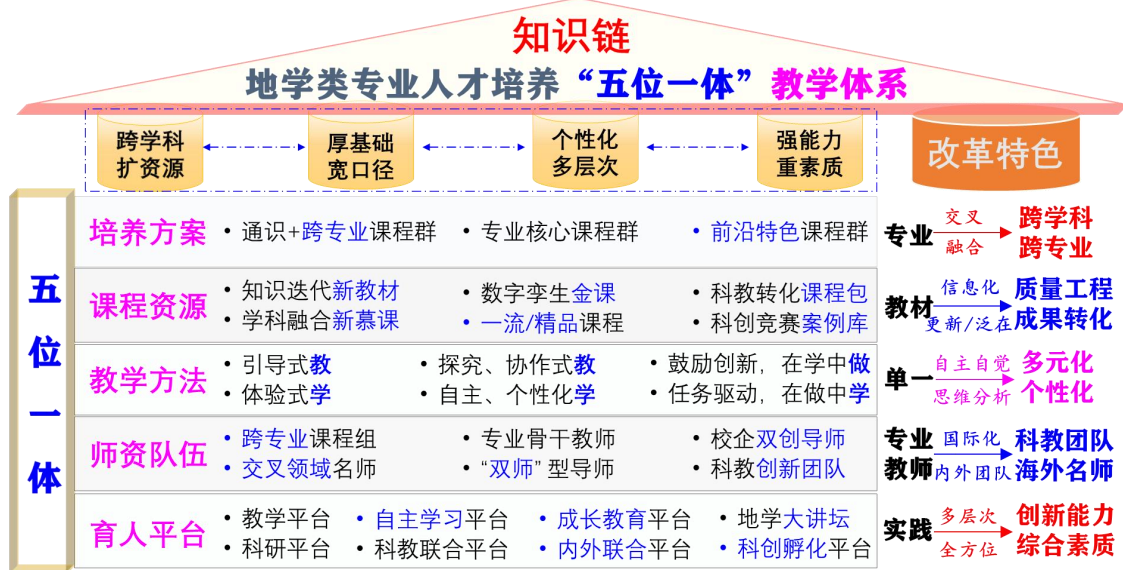 知识链
地学类专业人才培养“五位一体”教学体系
跨学科
扩资源
厚基础
宽口径
个性化
多层次
强能力
重素质
改革特色
五位一体
培养方案
• 通识+跨专业课程群
• 专业核心课程群
• 前沿特色课程群
专业
交叉
融合
跨学科
跨专业
课程资源
• 知识迭代新教材
• 学科融合新慕课
• 数字孪生金课
• 一流/精品课程
• 科教转化课程包
• 科创竞赛案例库
教材
信息化
更新/泛在
质量工程
成果转化
教学方法
• 引导式教
• 体验式学
• 探究、协作式教
• 自主、个性化学
• 鼓励创新，在学中做
• 任务驱动，在做中学
单一
自主自觉
思维分析
多元化
个性化
师资队伍
• 跨专业课程组
• 交叉领域名师
• 专业骨干教师
• “双师”型导师
• 校企双创导师
• 科教创新团队
专业
教师
国际化
内外团队
科教团队
海外名师
育人平台
• 教学平台
• 科研平台
• 自主学习平台
• 科教联合平台
• 成长教育平台
• 内外联合平台
• 地学大讲坛
• 科创孵化平台
实践
多层次
全方位
创新能力
综合素质